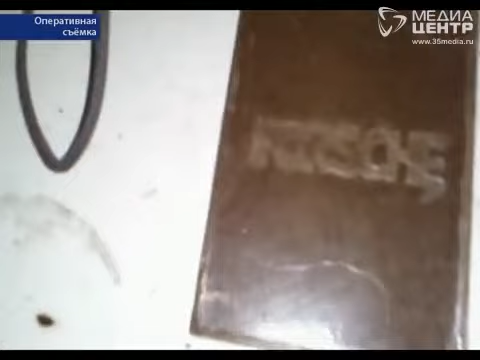 Оперативная
съёмка
МЕДИА
ЦЕНТР
www.35media.ru